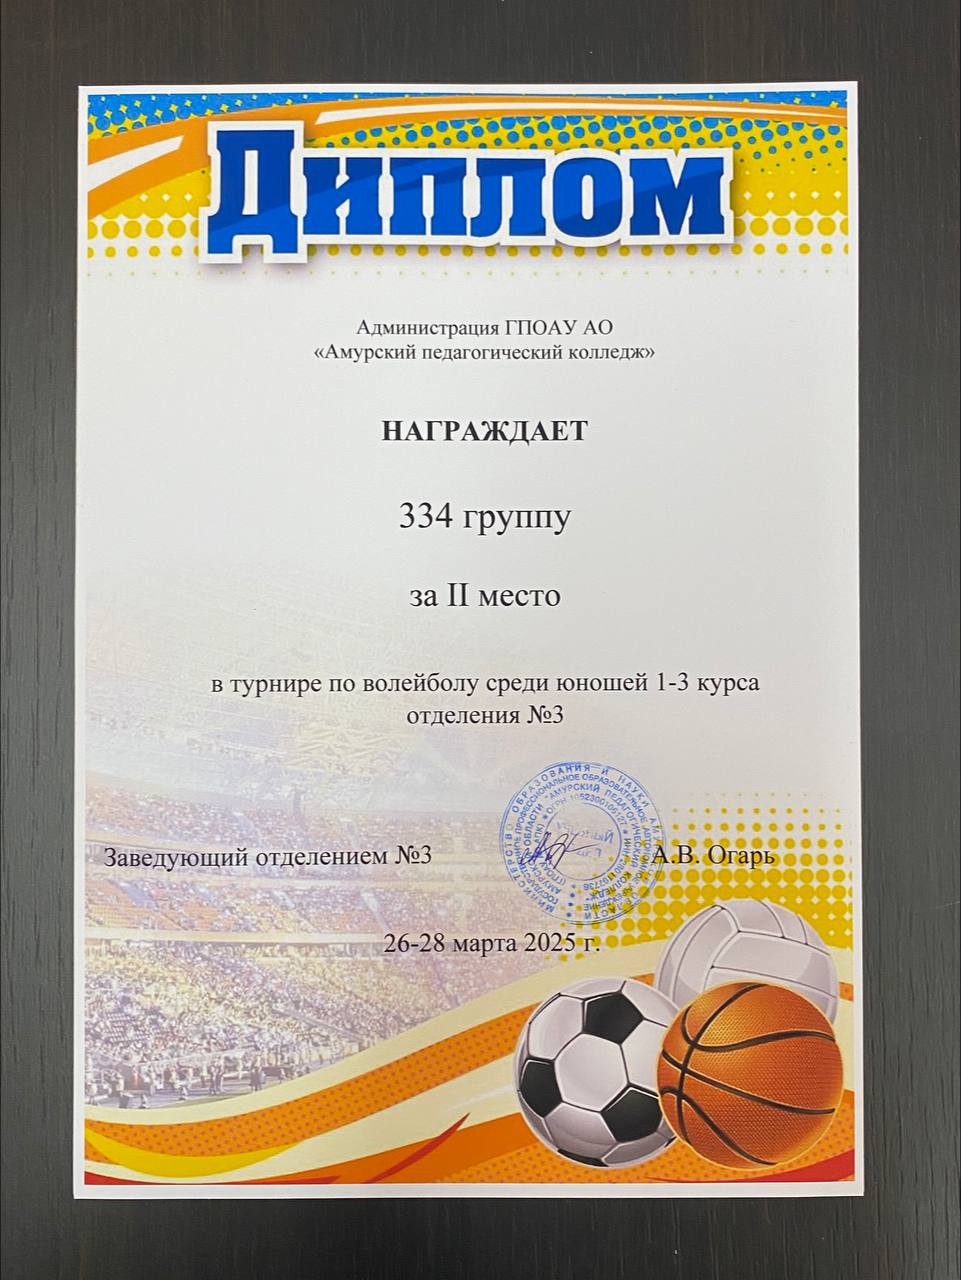 Диплом
Администрация ГПОАУ АО
«Амурский педагогический колледж»
НАГРАЖДАЕТ
334 группу
за II место
в турнире по волейболу среди юношей 1-3 курса
отделения №3
Заведующий отделением №3
А.В. Огарь
26-28 марта 2025 г.